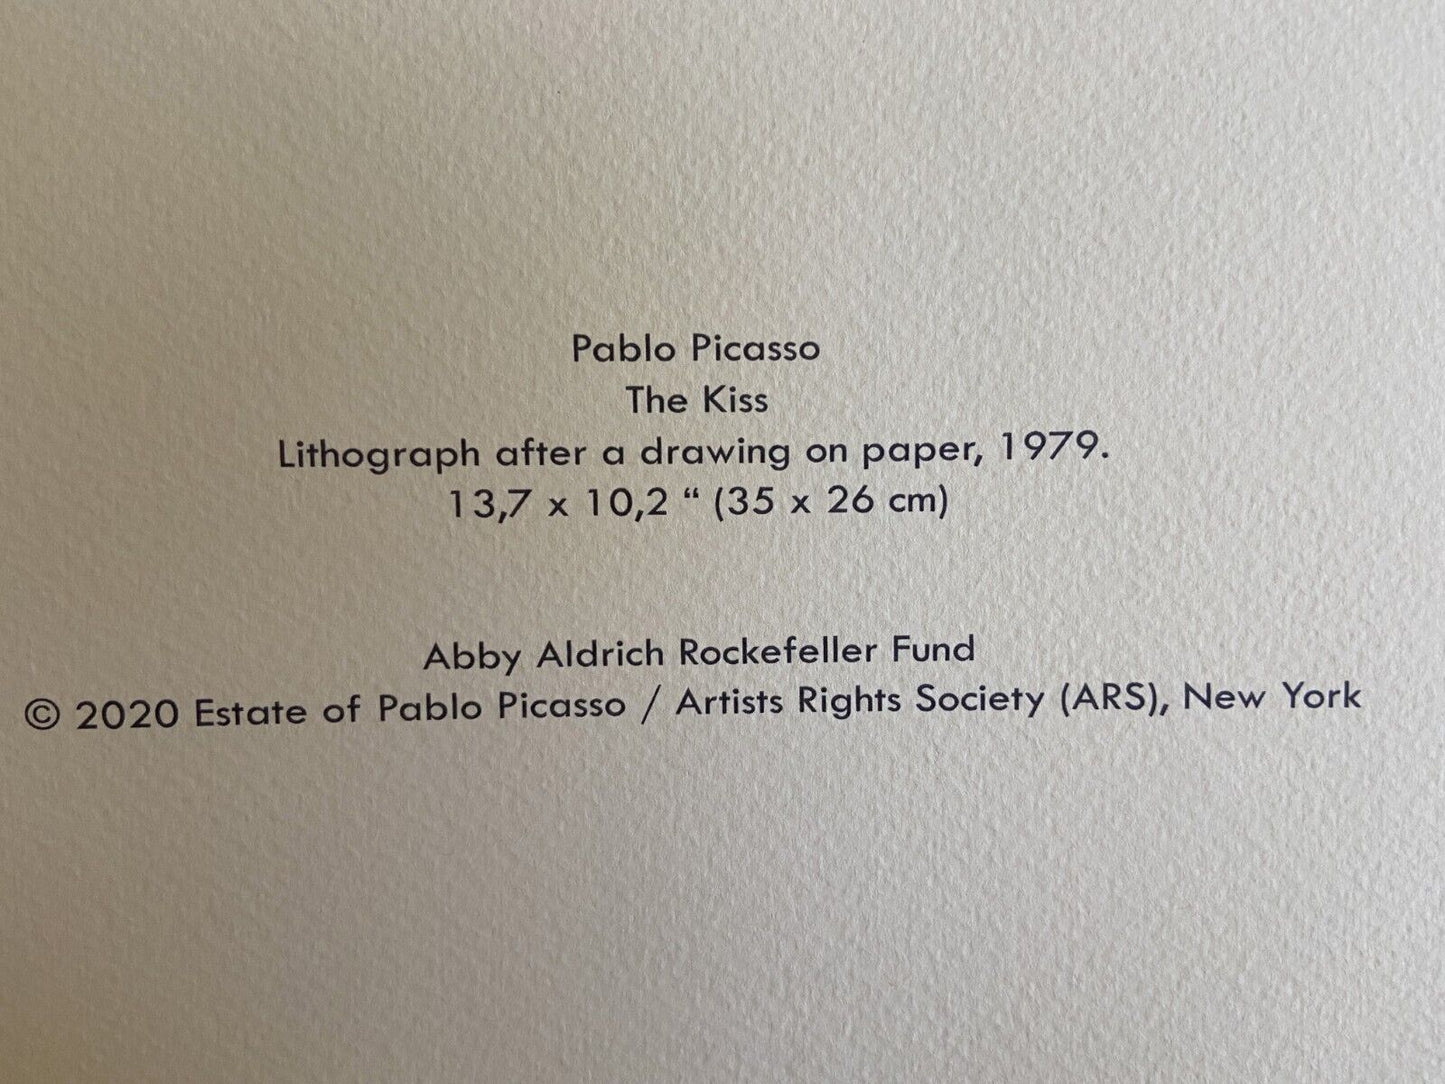 Pablo Picasso
The Kiss
Lithograph after a drawing on paper, 1979.
13,7 x 10,2 “ (35 x 26 cm)
Abby Aldrich Rockefeller Fund
© 2020 Estate of Pablo Picasso / Artists Rights Society (ARS), New York